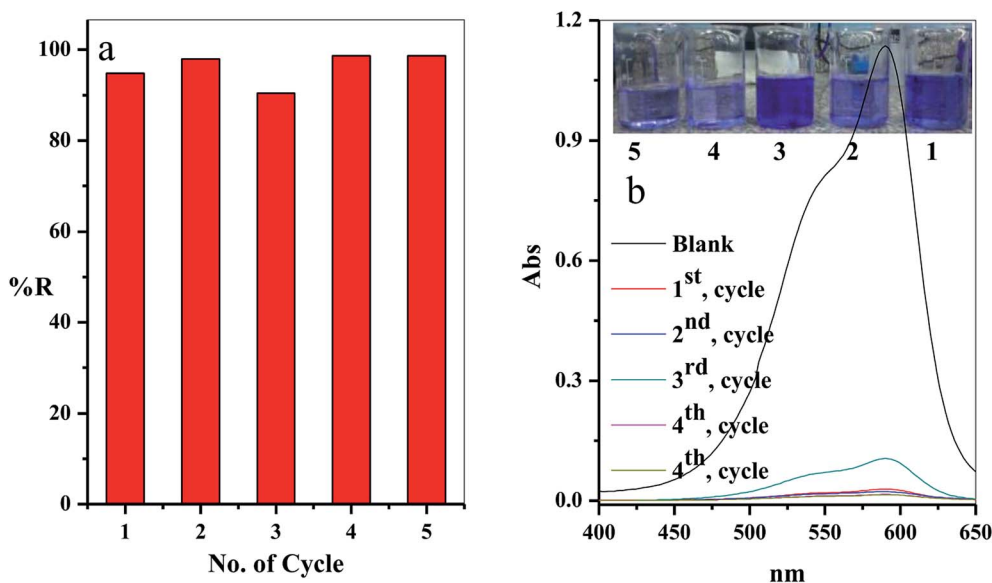 a
100
80
60
40
20
0
%R
1 2 3 4 5
No. of Cycle
1.2
0.9
0.6
0.3
0.0
Abs
5 4 3 2 1
b
Blank
1st, cycle
2nd, cycle
3rd, cycle
4th, cycle
4th, cycle
400 450 500 550 600 650
nm